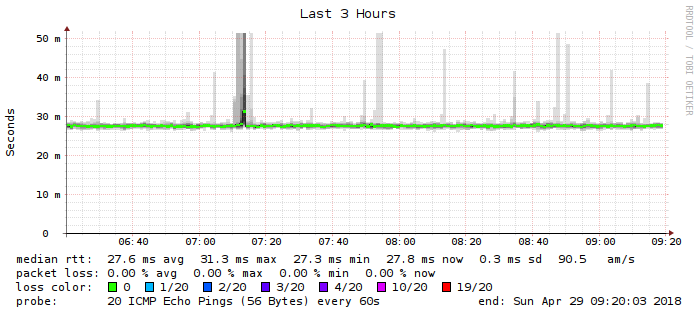 Last 3 Hours
RRDTOOL / TOBI OETIKER
Seconds
50 m
40 m
30 m
20 m
10 m
0
06:40 07:00 07:20 07:40 08:00 08:20 08:40 09:00 09:20
median rtt: 27.6 ms avg 31.3 ms max 27.3 ms min 27.8 ms now 0.3 ms sd 90.5 am/s
packet loss: 0.00 % avg 0.00 % max 0.00 % min 0.00 % now
loss color: 0 1/20 2/20 3/20 4/20 10/20 19/20
probe: 20 ICMP Echo Pings (56 Bytes) every 60s end: Sun Apr 29 09:20:03 2018